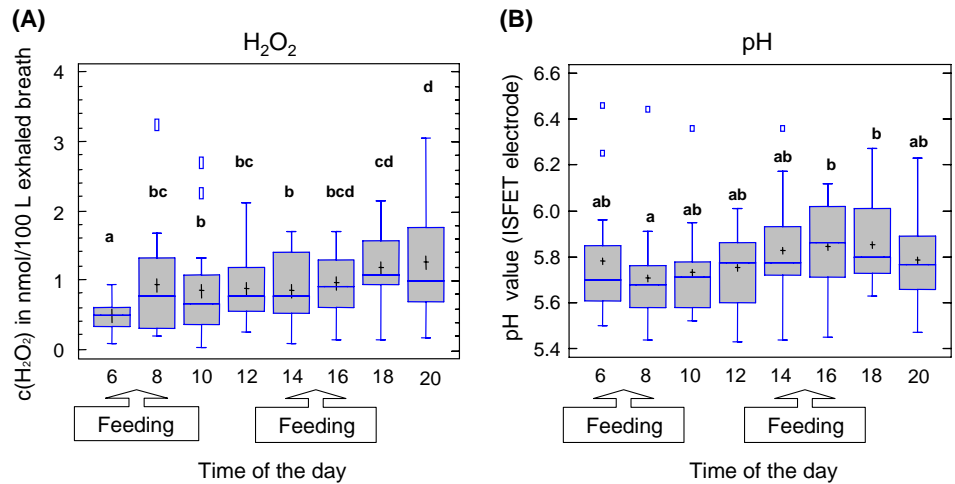 (A)
H₂O₂
c(H₂O₂) in nmol/100 L exhaled breath
4
3
2
1
0
a
bc
b
bc
b
bcd
cd
d
6 8 10 12 14 16 18 20
Feeding Feeding
Time of the day
(B)
pH
pH value (ISFET electrode)
6.6
6.4
6.2
6.0
5.8
5.6
5.4
ab
a
ab
ab
ab
b
b
ab
6 8 10 12 14 16 18 20
Feeding Feeding
Time of the day